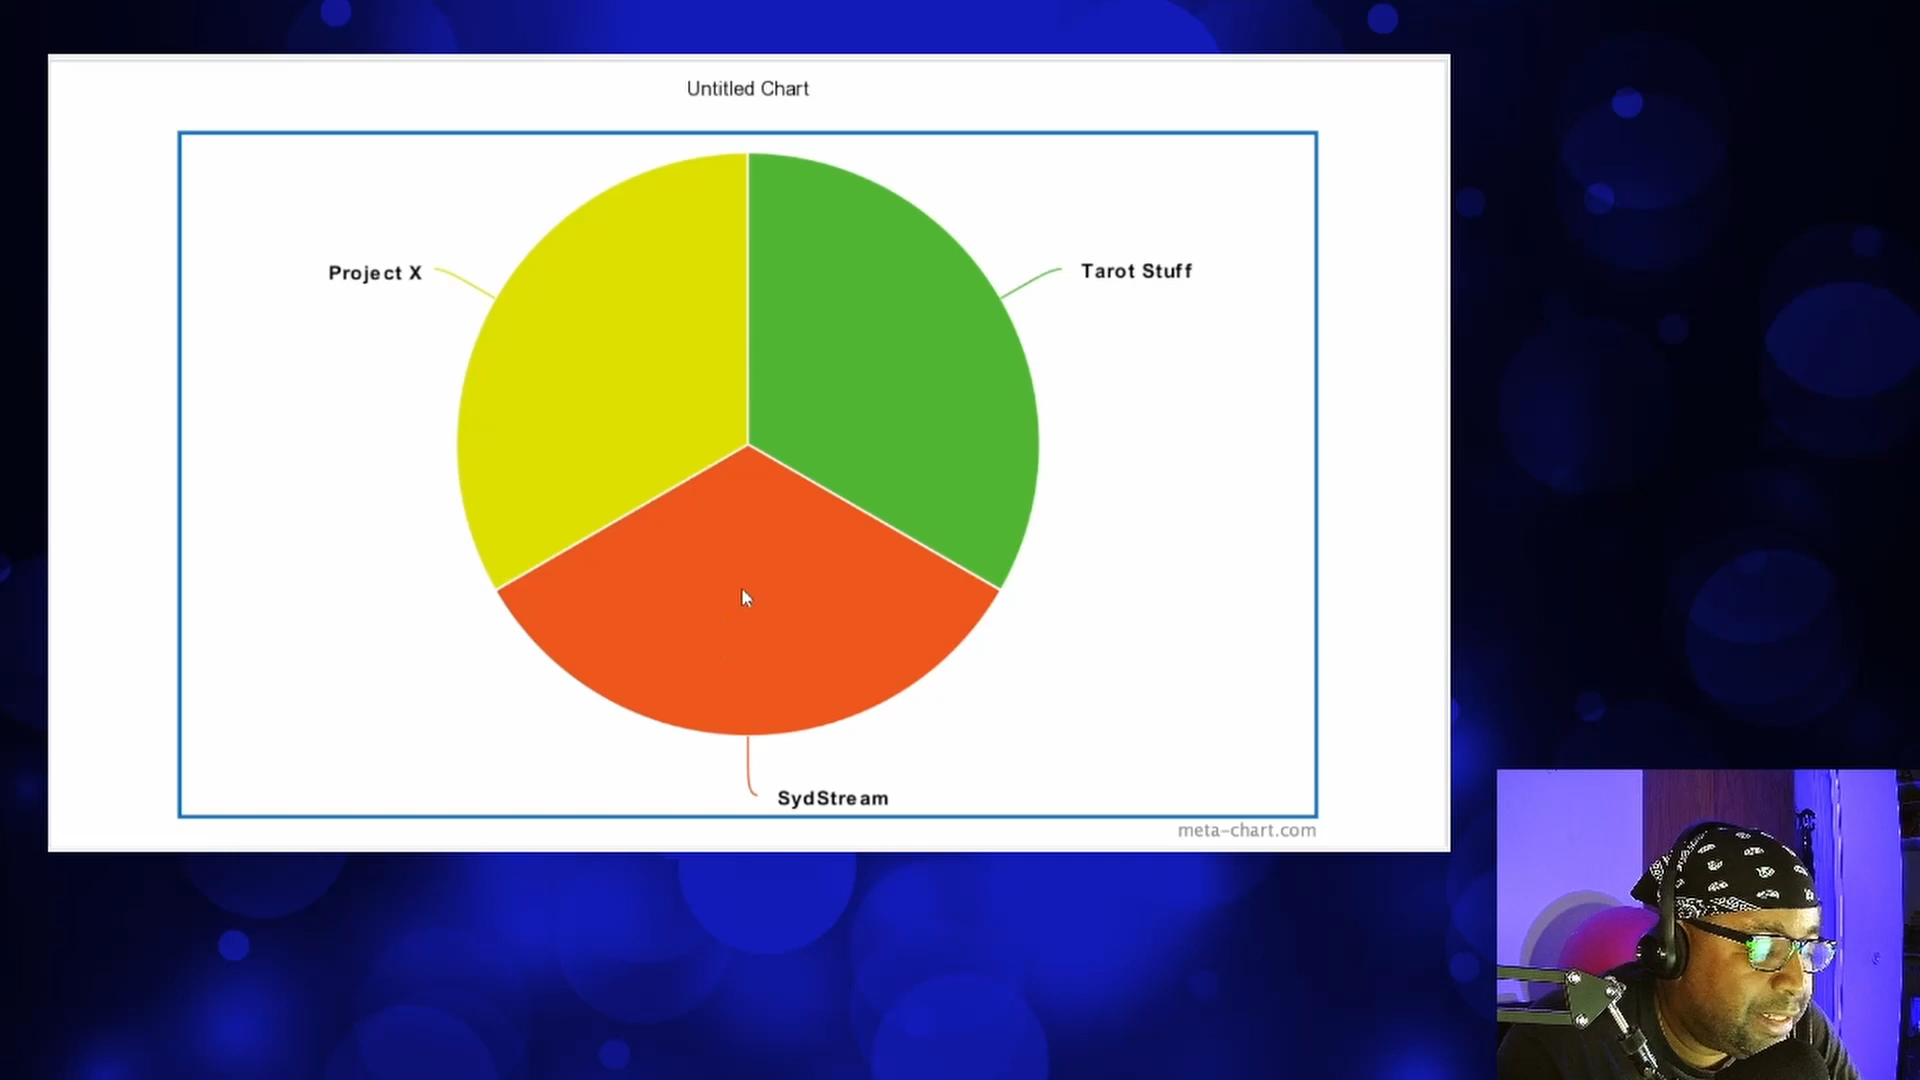 Untitled Chart
Project X
Tarot Stuff
SydStream
meta-chart.com